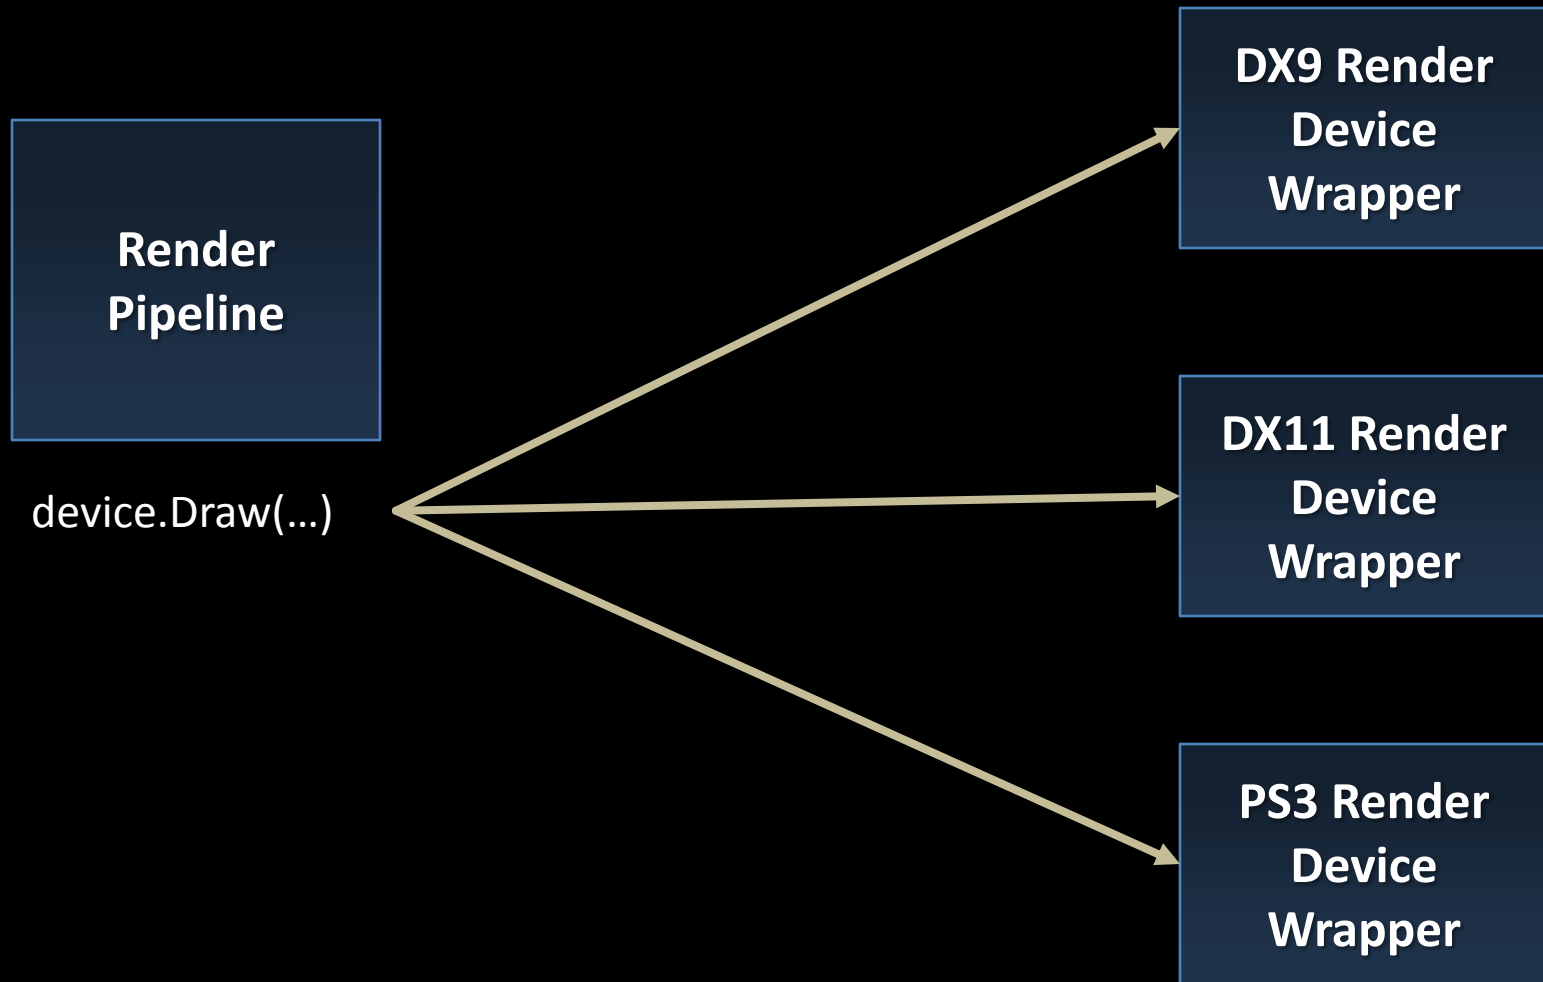 Render
Pipeline
device.Draw(…)
DX9 Render
Device
Wrapper
DX11 Render
Device
Wrapper
PS3 Render
Device
Wrapper